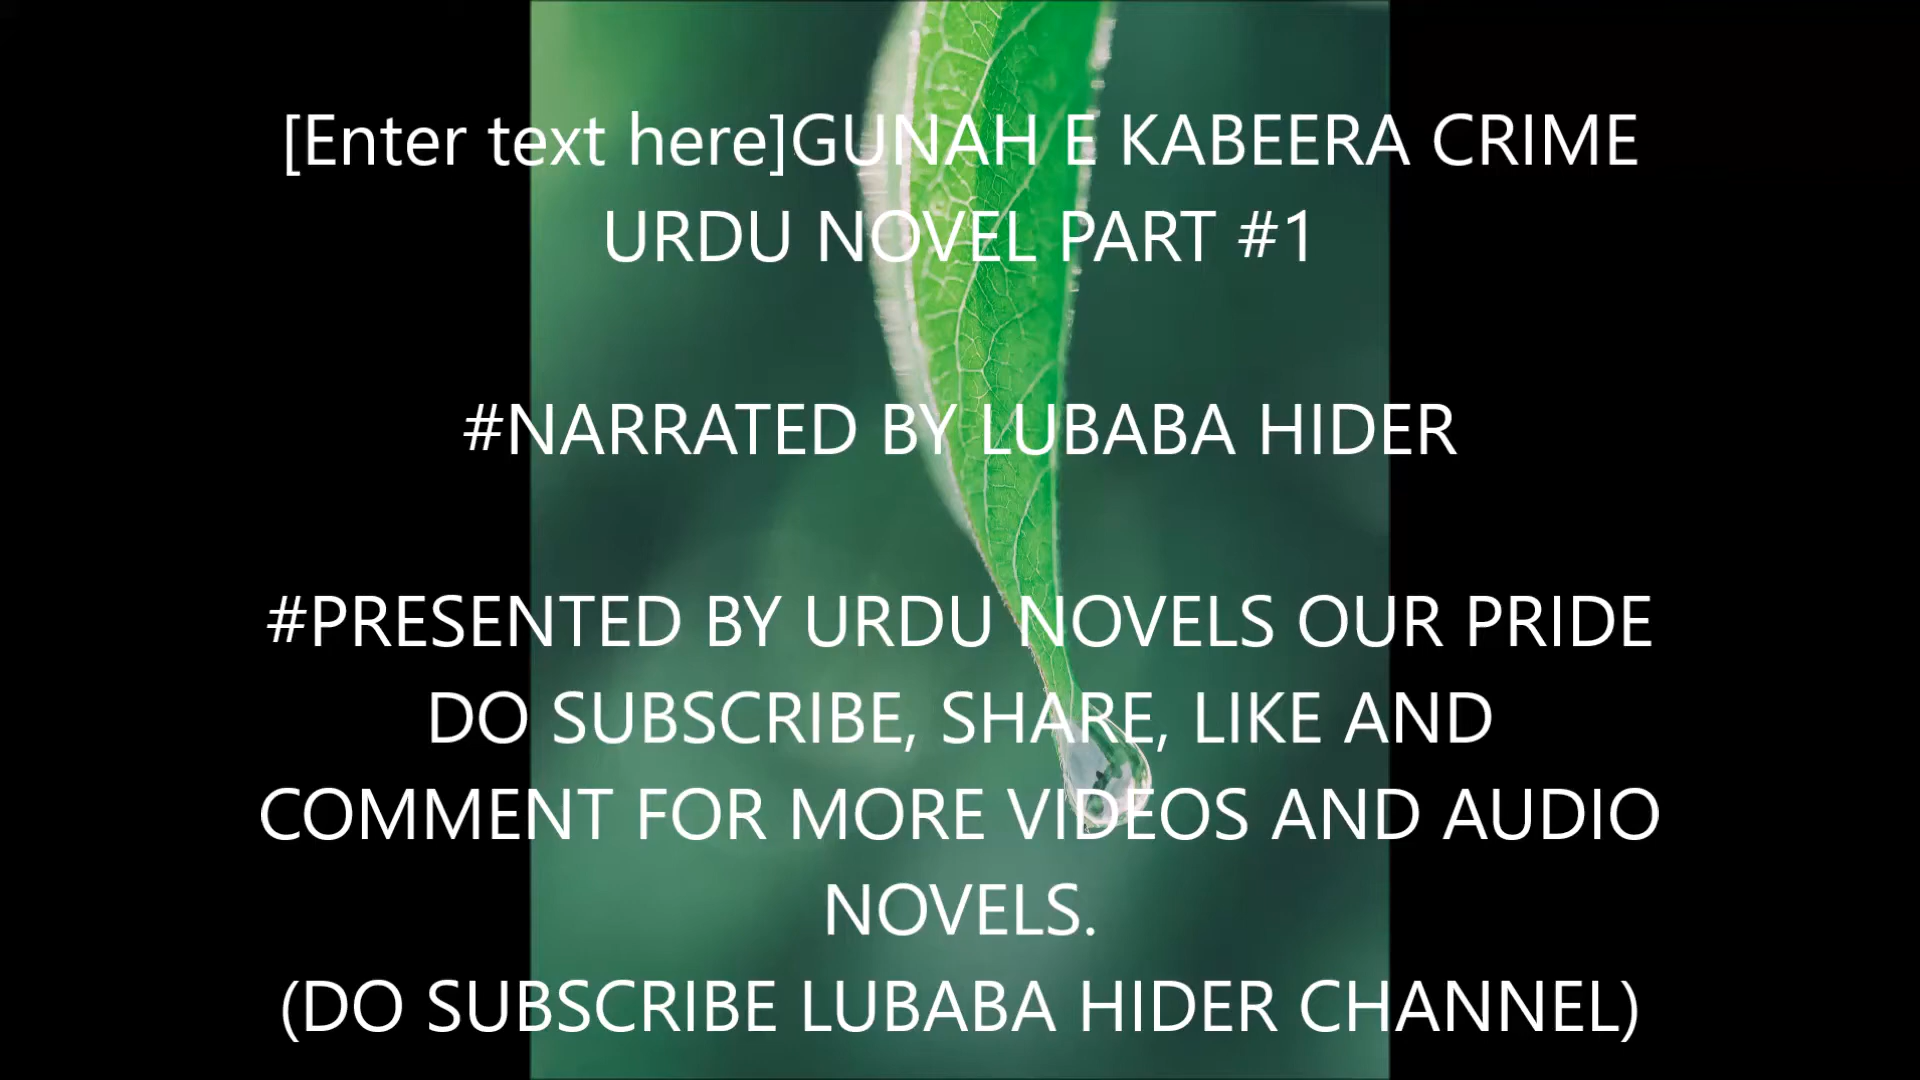 [Enter text here]GUNAH E KABEERA CRIME
URDU NOVEL PART #1
#NARRATED BY LUBABA HIDER
#PRESENTED BY URDU NOVELS OUR PRIDE
DO SUBSCRIBE, SHARE, LIKE AND
COMMENT FOR MORE VIDEOS AND AUDIO
NOVELS.
(DO SUBSCRIBE LUBABA HIDER CHANNEL)